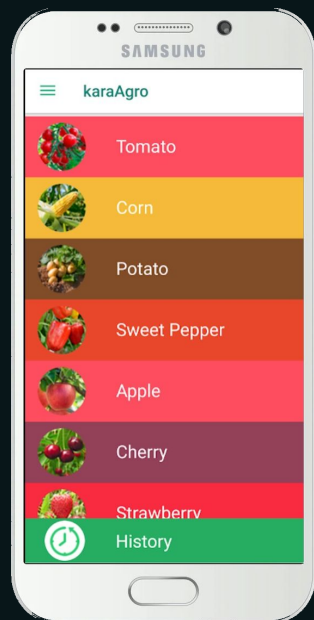 SAMSUNG
karaAgro
Tomato
Corn
Potato
Sweet Pepper
Apple
Cherry
Strawberry
History